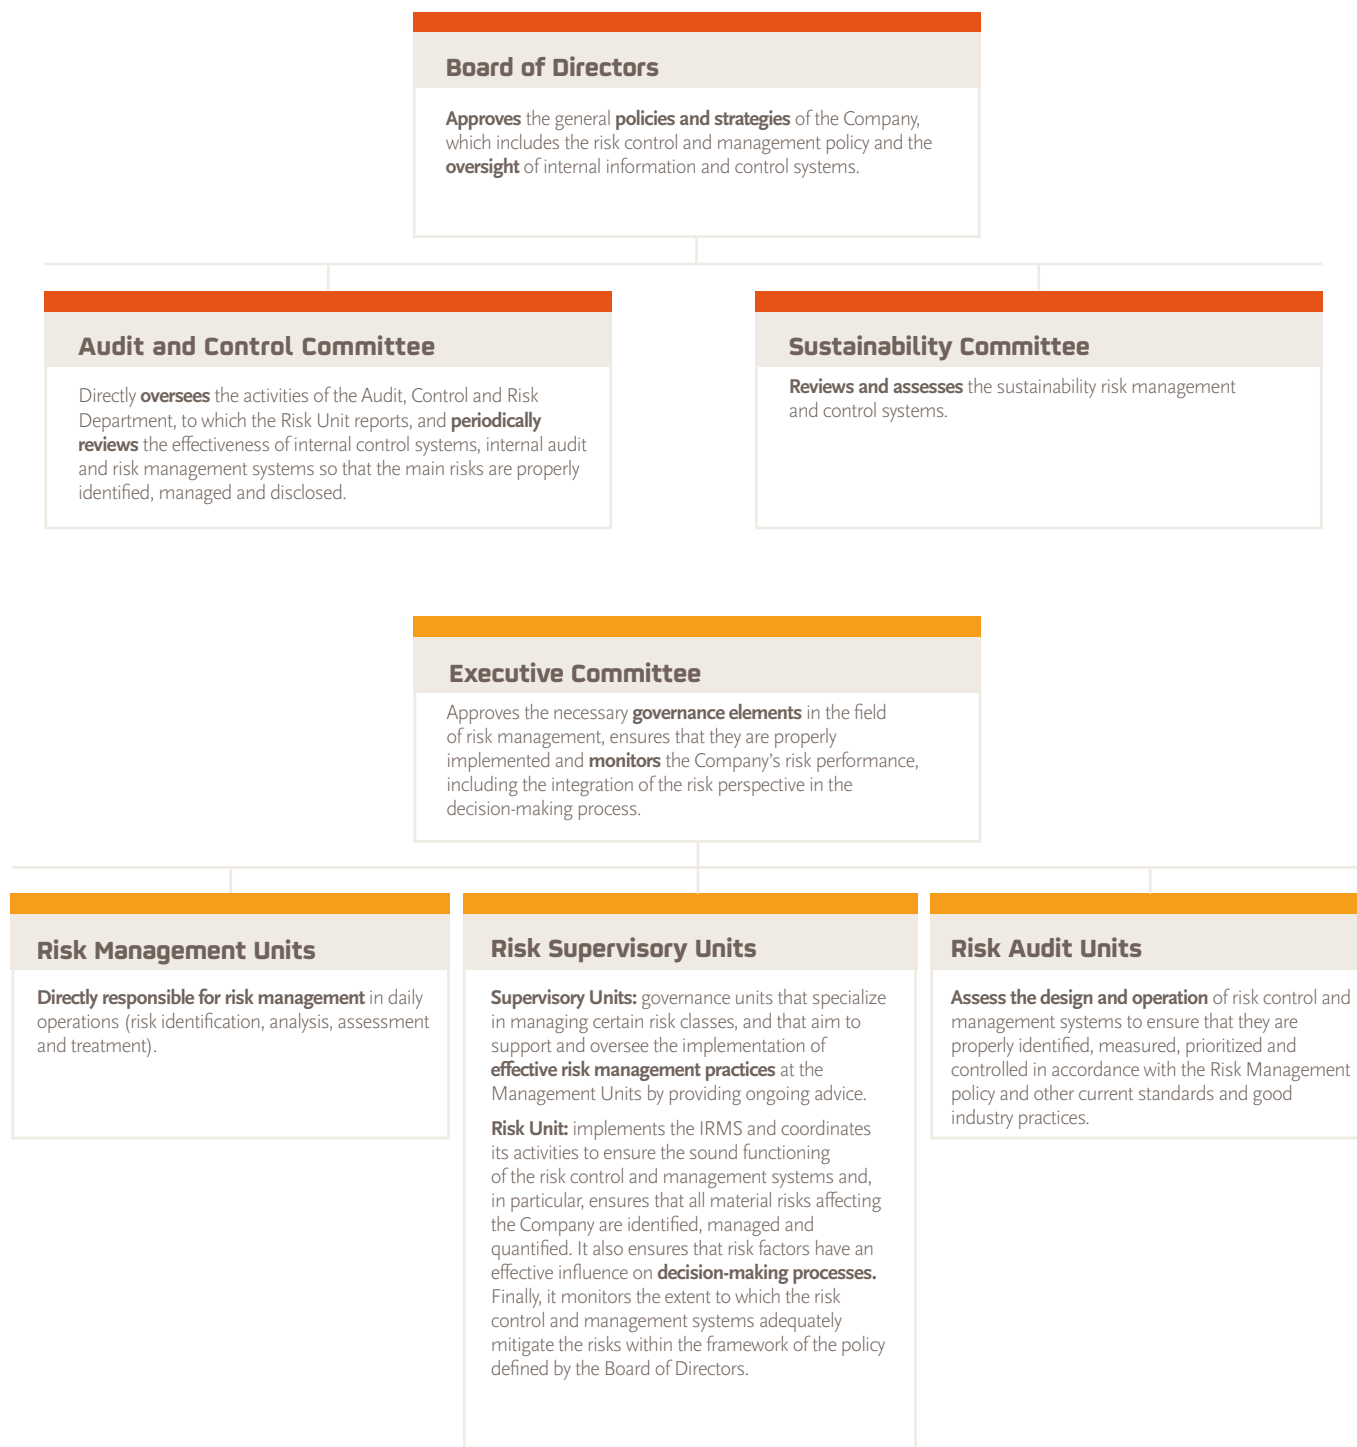 Board of Directors
Approves the general policies and strategies of the Company,
which includes the risk control and management policy and the
oversight of internal information and control systems.
Audit and Control Committee
Directly oversees the activities of the Audit, Control and Risk
Department, to which the Risk Unit reports, and periodically
reviews the effectiveness of internal control systems, internal audit
and risk management systems so that the main risks are properly
identified, managed and disclosed.
Sustainability Committee
Reviews and assesses the sustainability risk management
and control systems.
Executive Committee
Approves the necessary governance elements in the field
of risk management, ensures that they are properly
implemented and monitors the Company’s risk performance,
including the integration of the risk perspective in the
decision-making process.
Risk Management Units
Directly responsible for risk management in daily
operations (risk identification, analysis, assessment
and treatment).
Risk Supervisory Units
Supervisory Units: governance units that specialize
in managing certain risk classes, and that aim to
support and oversee the implementation of
effective risk management practices at the
Management Units by providing ongoing advice.
Risk Unit: implements the IRMS and coordinates
its activities to ensure the sound functioning
of the risk control and management systems and,
in particular, ensures that all material risks affecting
the Company are identified, managed and
quantified. It also ensures that risk factors have an
effective influence on decision-making processes.
Finally, it monitors the extent to which the risk
control and management systems adequately
mitigate the risks within the framework of the policy
defined by the Board of Directors.
Risk Audit Units
Assess the design and operation of risk control and
management systems to ensure that they are
properly identified, measured, prioritized and
controlled in accordance with the Risk Management
policy and other current standards and good
industry practices.